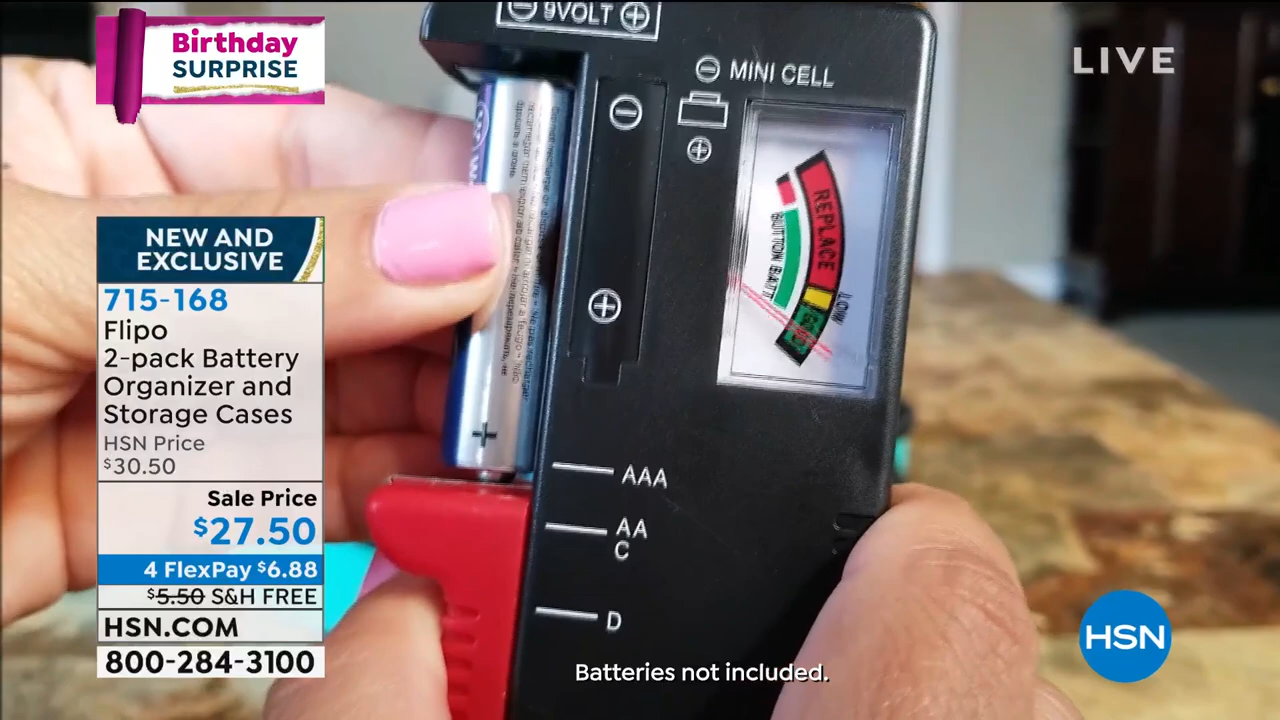 Birthday
SURPRISE
LIVE
NEW AND
EXCLUSIVE
715-168
Flipo
2-pack Battery
Organizer and
Storage Cases
HSN Price
$30.50
Sale Price
$27.50
4 FlexPay $6.88
$5.50 S&H FREE
HSN.COM
800-284-3100
⊖ 9VOLT ⊕
⊖ MINI CELL
⊕
⊖
⊕
REPLACE
LOW
BUTTON BATT
+
AAA
AA
C
D
Batteries not included.
HSN